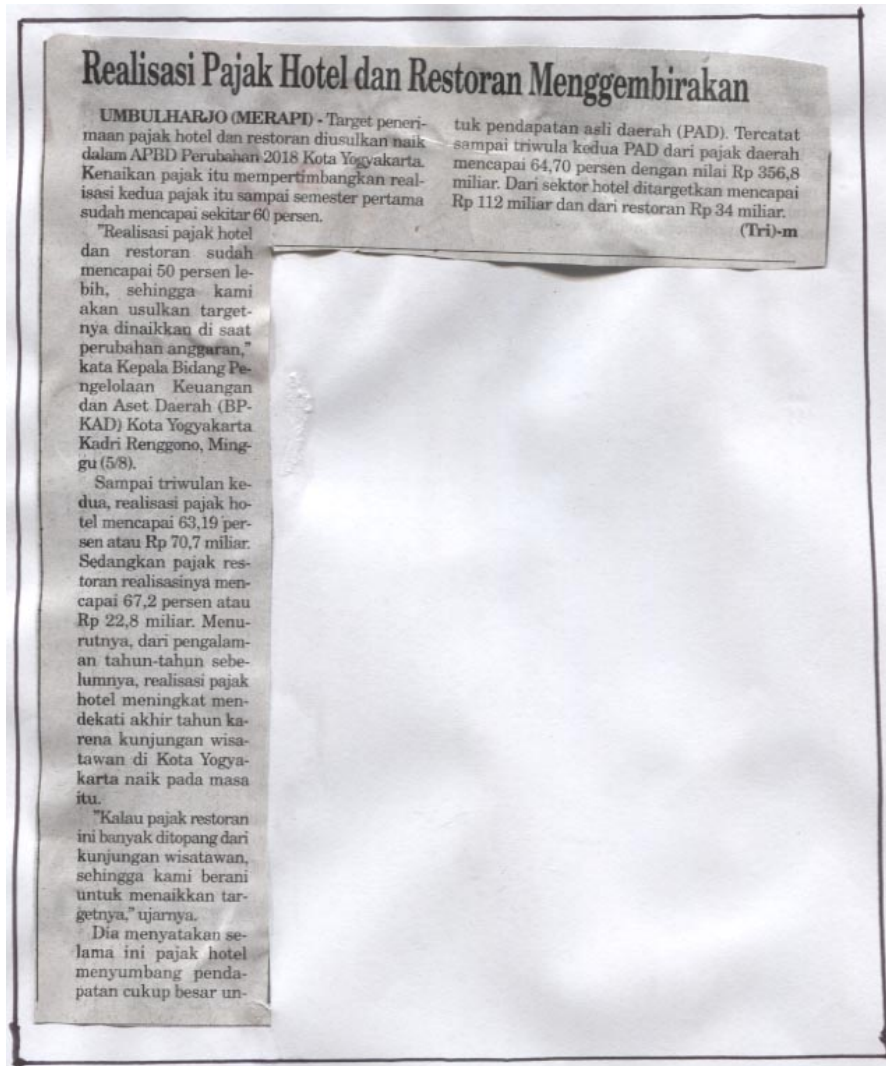 Realisasi Pajak Hotel dan Restoran Menggembirakan
UMBULHARJO (MERAPI) - Target peneri-
maan pajak hotel dan restoran diusulkan naik
dalam APBD Perubahan 2018 Kota Yogyakarta.
Kenaikan pajak itu mempertimbangkan real-
isasi kedua pajak itu sampai semester pertama
sudah mencapai sekitar 60 persen.
"Realisasi pajak hotel
dan restoran sudah
mencapai 50 persen le-
bih, sehingga kami
akan usulkan target-
nya dinaikkan di saat
perubahan anggaran,"
kata Kepala Bidang Pe-
ngelolaan Keuangan
dan Aset Daerah (BP-
KAD) Kota Yogyakarta
Kadri Renggono, Ming-
gu (5/8).
Sampai triwulan ke-
dua, realisasi pajak ho-
tel mencapai 63,19 per-
sen atau Rp 70,7 miliar.
Sedangkan pajak res-
toran realisasinya men-
capai 67,2 persen atau
Rp 22,8 miliar. Menu-
rutnya, dari pengalam-
an tahun-tahun sebe-
lumnya, realisasi pajak
hotel meningkat men-
dekati akhir tahun ka-
rena kunjungan wisa-
tawan di Kota Yogya-
karta naik pada masa
itu.
"Kalau pajak restoran
ini banyak ditopang dari
kunjungan wisatawan,
sehingga kami berani
untuk menaikkan tar-
getnya," ujarnya.
Dia menyatakan se-
lama ini pajak hotel
menyumbang penda-
patan cukup besar un-
tuk pendapatan asli daerah (PAD). Tercatat
sampai triwula kedua PAD dari pajak daerah
mencapai 64,70 persen dengan nilai Rp 356,8
miliar. Dari sektor hotel ditargetkan mencapai
Rp 112 miliar dan dari restoran Rp 34 miliar.
(Tri)-m